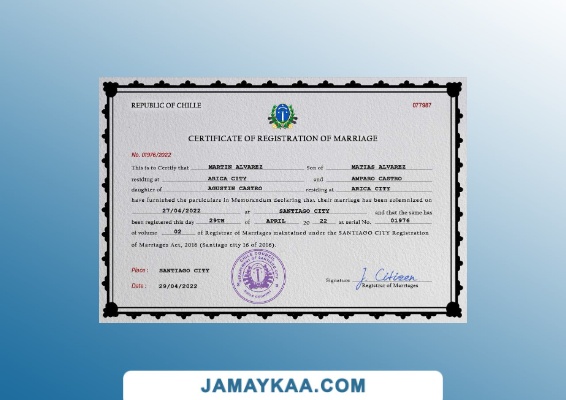 REPUBLIC OF CHILLE
077987
CERTIFICATE OF REGISTRATION OF MARRIAGE
No. 01976/2022
This is to Certify that MARTIN ALVAREZ Son of MATIAS ALVAREZ
residing at ARICA CITY and AMPARO CASTRO
daughter of AGUSTIN CASTRO residing at ARICA CITY
have furnished the particulars in Memorandum declaring that their marriage has been solemnized on
27/04/2022 at SANTIAGO CITY and that the same has
been registered this day 29TH of APRIL 20 22 at serial No. 01976
of volume 02 of Register of Marriages maintained under the SANTIAGO CITY Registration
of Marriages Act, 2016 (Santiago city 16 of 2016).
Place : SANTIAGO CITY
Date : 29/04/2022
Signature J. Citizen
Registrar of Marriages
JAMAYKAA.COM